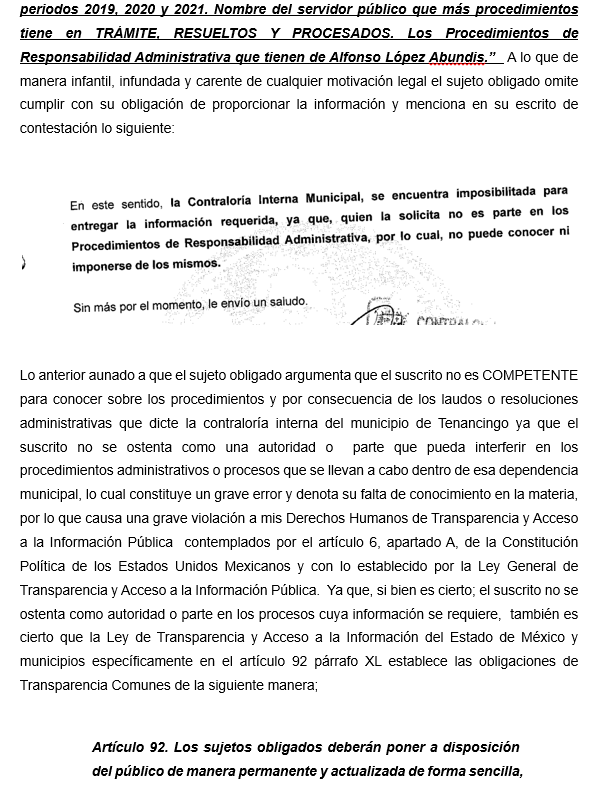 periodos 2019, 2020 y 2021. Nombre del servidor público que más procedimientos
tiene en TRÁMITE, RESUELTOS Y PROCESADOS. Los Procedimientos de
Responsabilidad Administrativa que tienen de Alfonso López Abundis.” A lo que de
manera infantil, infundada y carente de cualquier motivación legal el sujeto obligado omite
cumplir con su obligación de proporcionar la información y menciona en su escrito de
contestación lo siguiente:
En este sentido, la Contraloría Interna Municipal, se encuentra imposibilitada para
entregar la información requerida, ya que, quien la solicita no es parte en los
Procedimientos de Responsabilidad Administrativa, por lo cual, no puede conocer ni
imponerse de los mismos.
Sin más por el momento, le envío un saludo.
Lo anterior aunado a que el sujeto obligado argumenta que el suscrito no es COMPETENTE
para conocer sobre los procedimientos y por consecuencia de los laudos o resoluciones
administrativas que dicte la contraloría interna del municipio de Tenancingo ya que el
suscrito no se ostenta como una autoridad o parte que pueda interferir en los
procedimientos administrativos o procesos que se llevan a cabo dentro de esa dependencia
municipal, lo cual constituye un grave error y denota su falta de conocimiento en la materia,
por lo que causa una grave violación a mis Derechos Humanos de Transparencia y Acceso
a la Información Pública contemplados por el artículo 6, apartado A, de la Constitución
Política de los Estados Unidos Mexicanos y con lo establecido por la Ley General de
Transparencia y Acceso a la Información Pública. Ya que, si bien es cierto; el suscrito no se
ostenta como autoridad o parte en los procesos cuya información se requiere, también es
cierto que la Ley de Transparencia y Acceso a la Información del Estado de México y
municipios específicamente en el artículo 92 párrafo XL establece las obligaciones de
Transparencia Comunes de la siguiente manera;
Artículo 92. Los sujetos obligados deberán poner a disposición
del público de manera permanente y actualizada de forma sencilla,